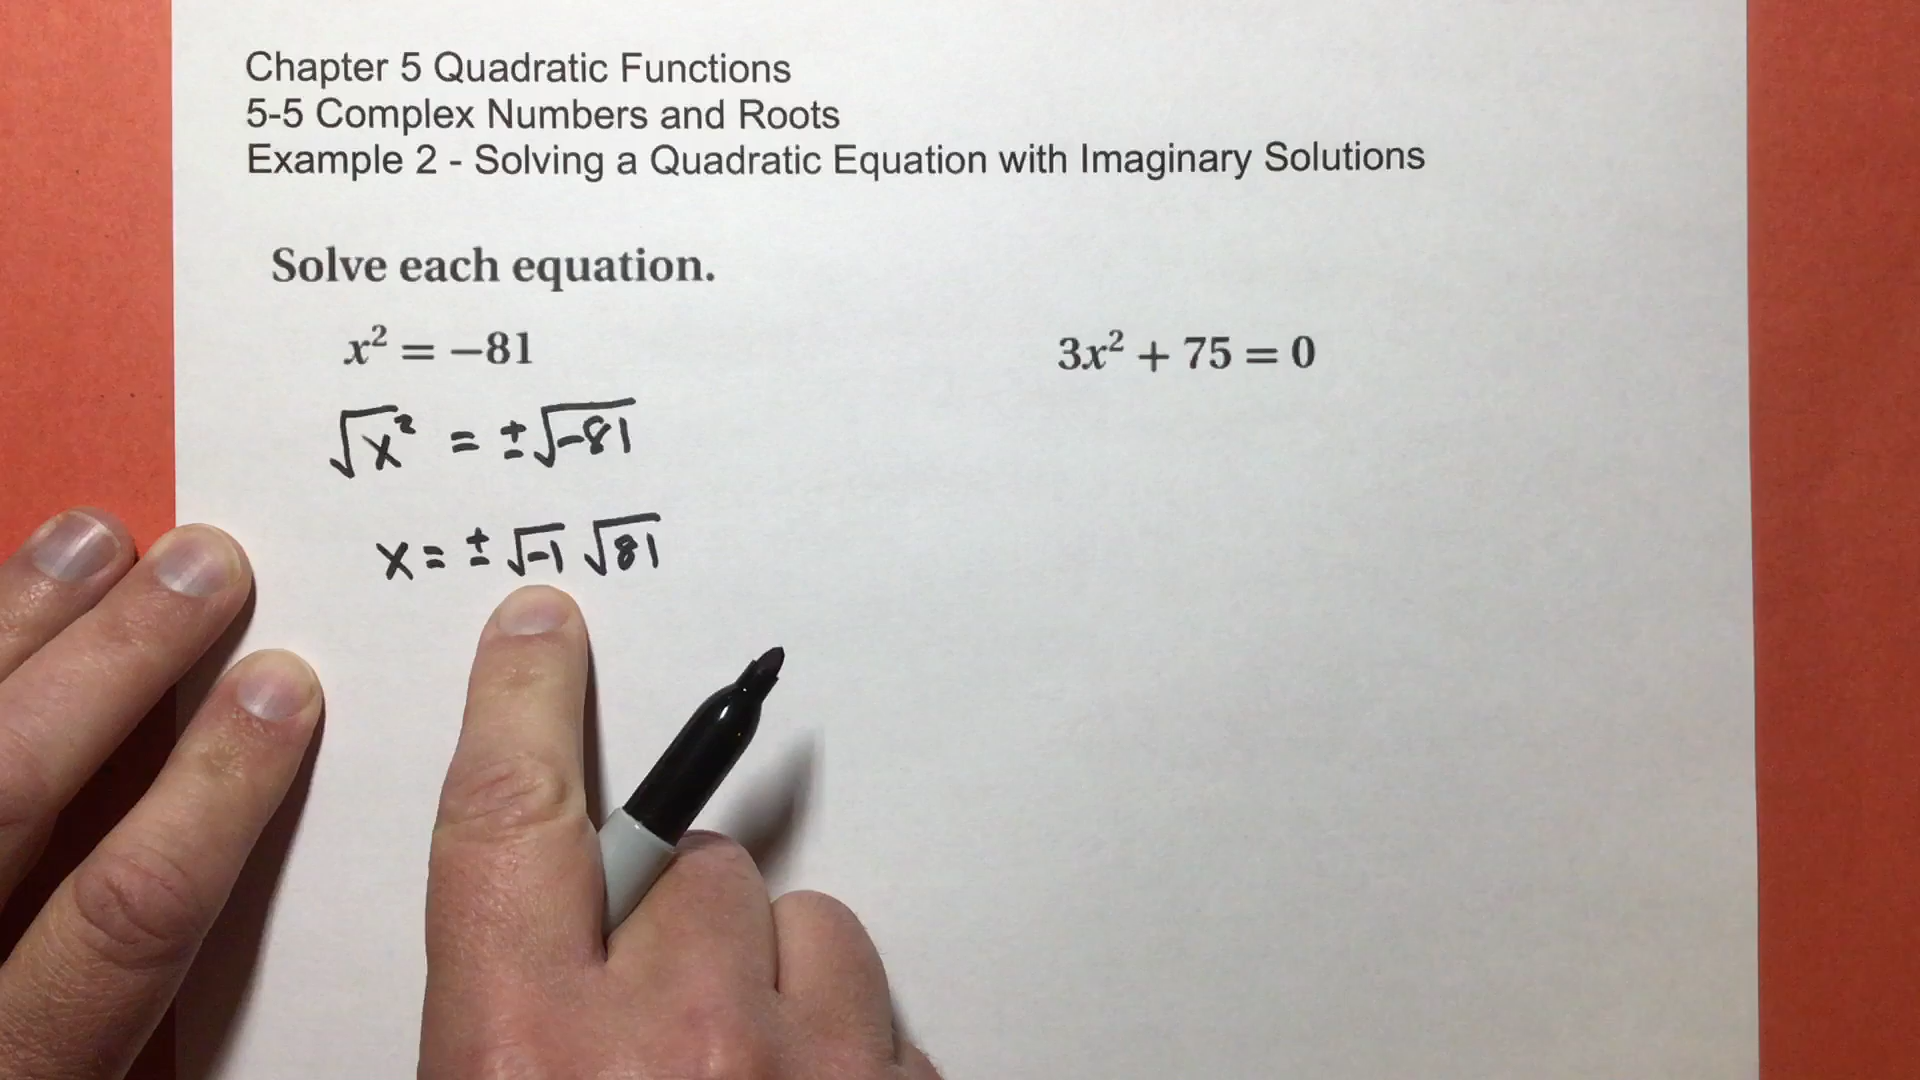 Chapter 5 Quadratic Functions
5-5 Complex Numbers and Roots
Example 2 - Solving a Quadratic Equation with Imaginary Solutions
Solve each equation.
x² = −81
√x² = ±√−81
x = ± √−1 √81
3x² + 75 = 0